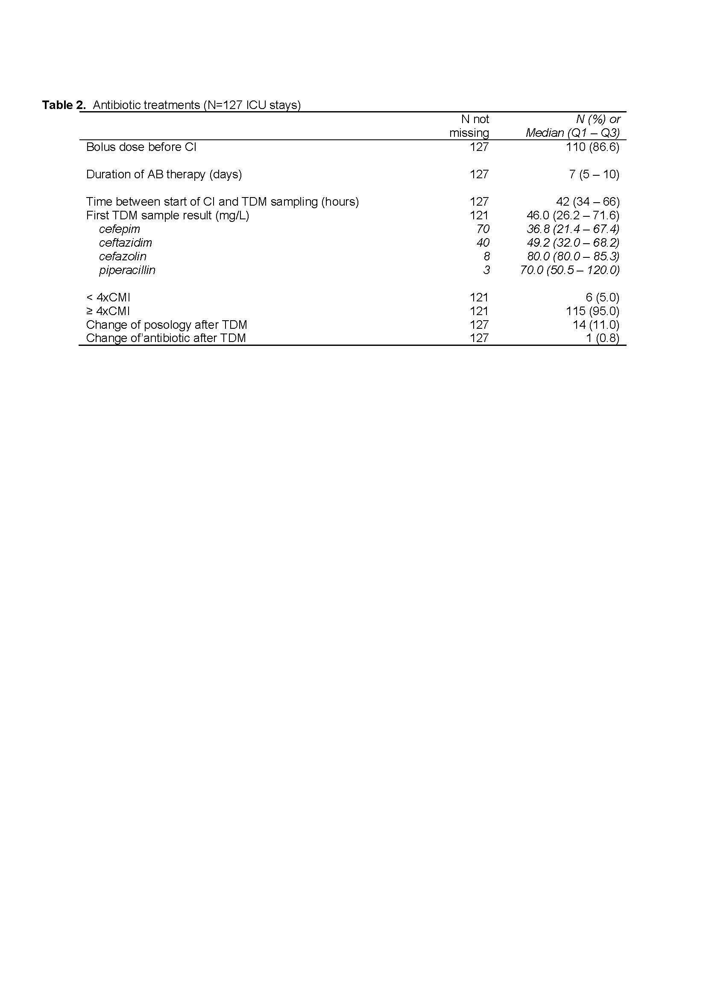 Table 2.  Antibiotic treatments (N=127 ICU stays)
N not N (%) or
missing Median (Q1 – Q3)
Bolus dose before CI 127 110 (86.6)
Duration of AB therapy (days) 127 7 (5 – 10)
Time between start of CI and TDM sampling (hours) 127 42 (34 – 66)
First TDM sample result (mg/L) 121 46.0 (26.2 – 71.6)
cefepim 70 36.8 (21.4 – 67.4)
ceftazidim 40 49.2 (32.0 – 68.2)
cefazolin 8 80.0 (80.0 – 85.3)
piperacillin 3 70.0 (50.5 – 120.0)
< 4xCMI 121 6 (5.0)
≥ 4xCMI 121 115 (95.0)
Change of posology after TDM 127 14 (11.0)
Change of’antibiotic after TDM 127 1 (0.8)